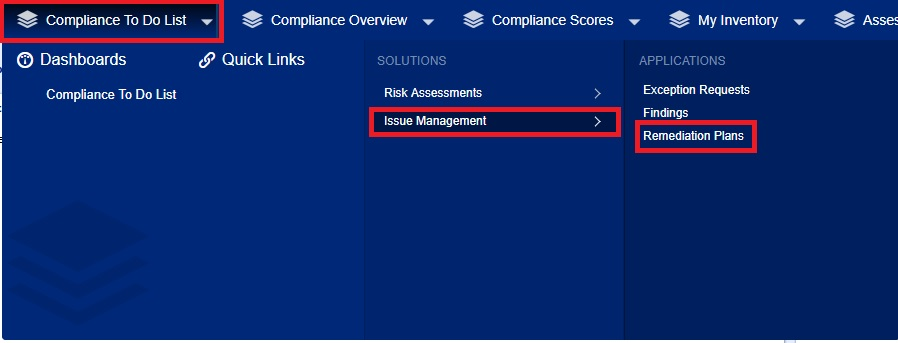 Compliance To Do List
Compliance Overview
Compliance Scores
My Inventory
Asses
Dashboards
Quick Links
Compliance To Do List
SOLUTIONS
Risk Assessments
Issue Management
APPLICATIONS
Exception Requests
Findings
Remediation Plans